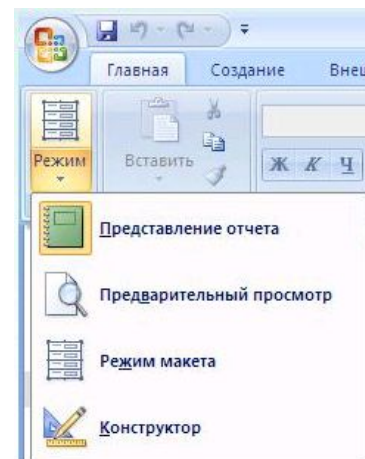 Главная Создание Внеш
Режим Вставить Ж К Ч
Представление отчета
Предварительный просмотр
Режим макета
Конструктор